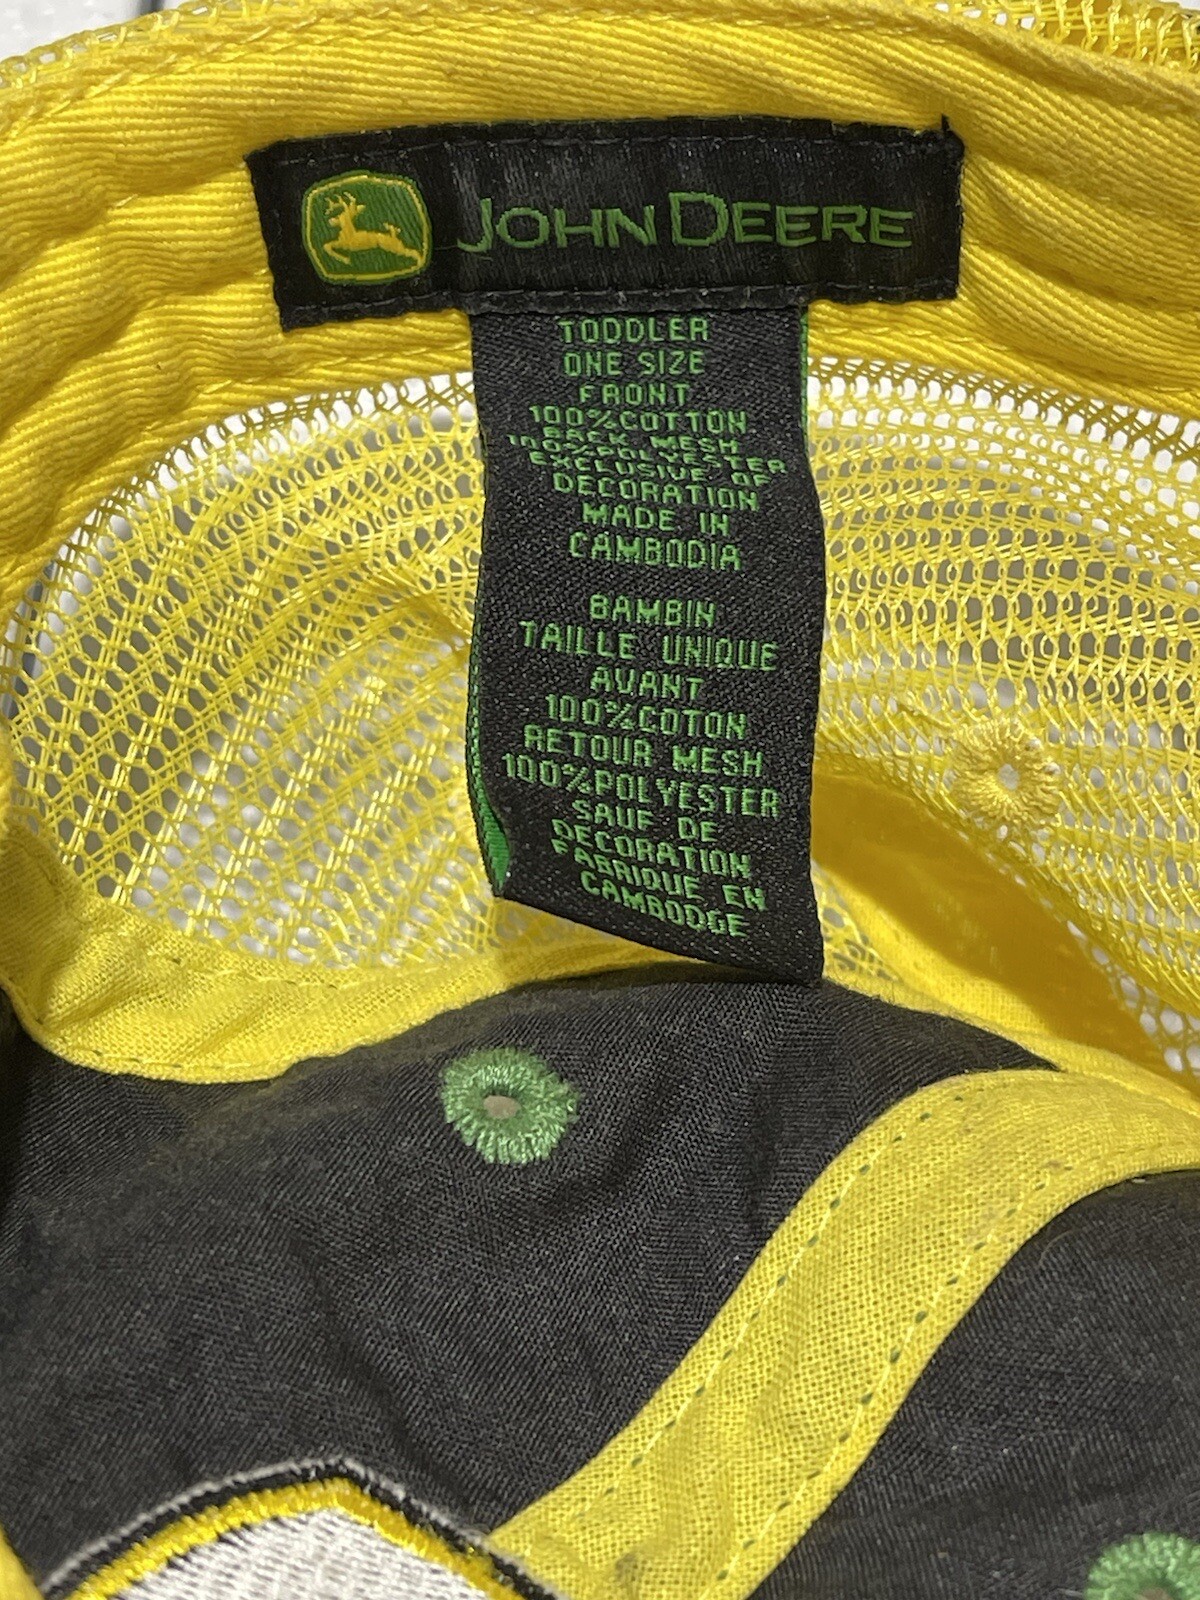 JOHN DEERE
TODDLER
ONE SIZE
FRONT
100%COTTON
BACK MESH
100%POLYESTER
EXCLUSIVE OF
DECORATION
MADE IN
CAMBODIA
BAMBIN
TAILLE UNIQUE
AVANT
100%COTON
RETOUR MESH
100%POLYESTER
SAUF DE
DECORATION
FABRIQUE EN
CAMBODGE